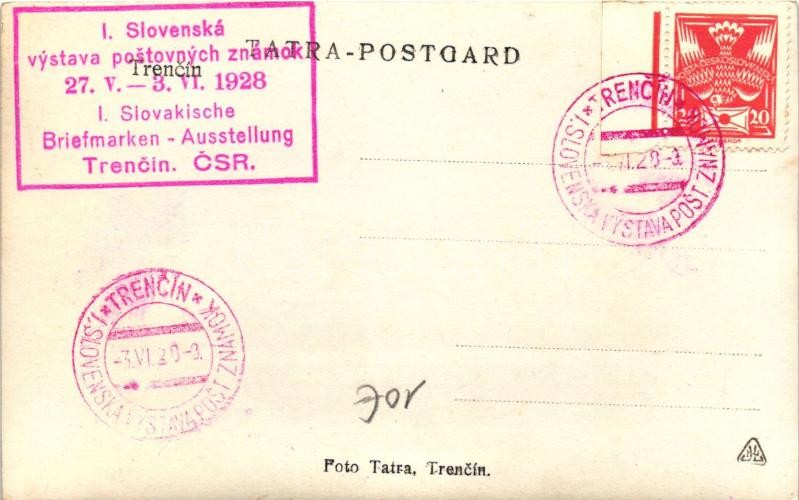 I. Slovenská
výstava poštovných známok
27. V. — 3. VI. 1928
I. Slovakische
Briefmarken - Ausstellung
Trenčín. ČSR.
Trenčín
TATRA-POSTCARD
POŠTA ČESKOSLOVENSKÁ
20 20
* TRENČÍN *
I. SLOVENSKÁ VÝSTAVA POŠT. ZNÁMOK
VI.28-9.
* TRENČÍN *
I. SLOVENSKÁ VÝSTAVA POŠT. ZNÁMOK
-3.VI.28-9.
Foto Tatra, Trenčín.